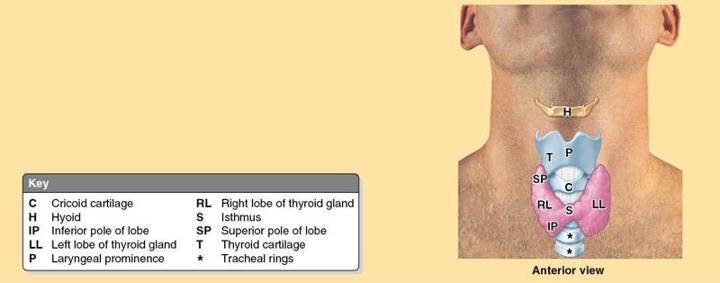 H
P
T
SP
C
RL
S
LL
IP
*
*
Anterior view
Key
C Cricoid cartilage
H Hyoid
IP Inferior pole of lobe
LL Left lobe of thyroid gland
P Laryngeal prominence
RL Right lobe of thyroid gland
S Isthmus
SP Superior pole of lobe
T Thyroid cartilage
* Tracheal rings